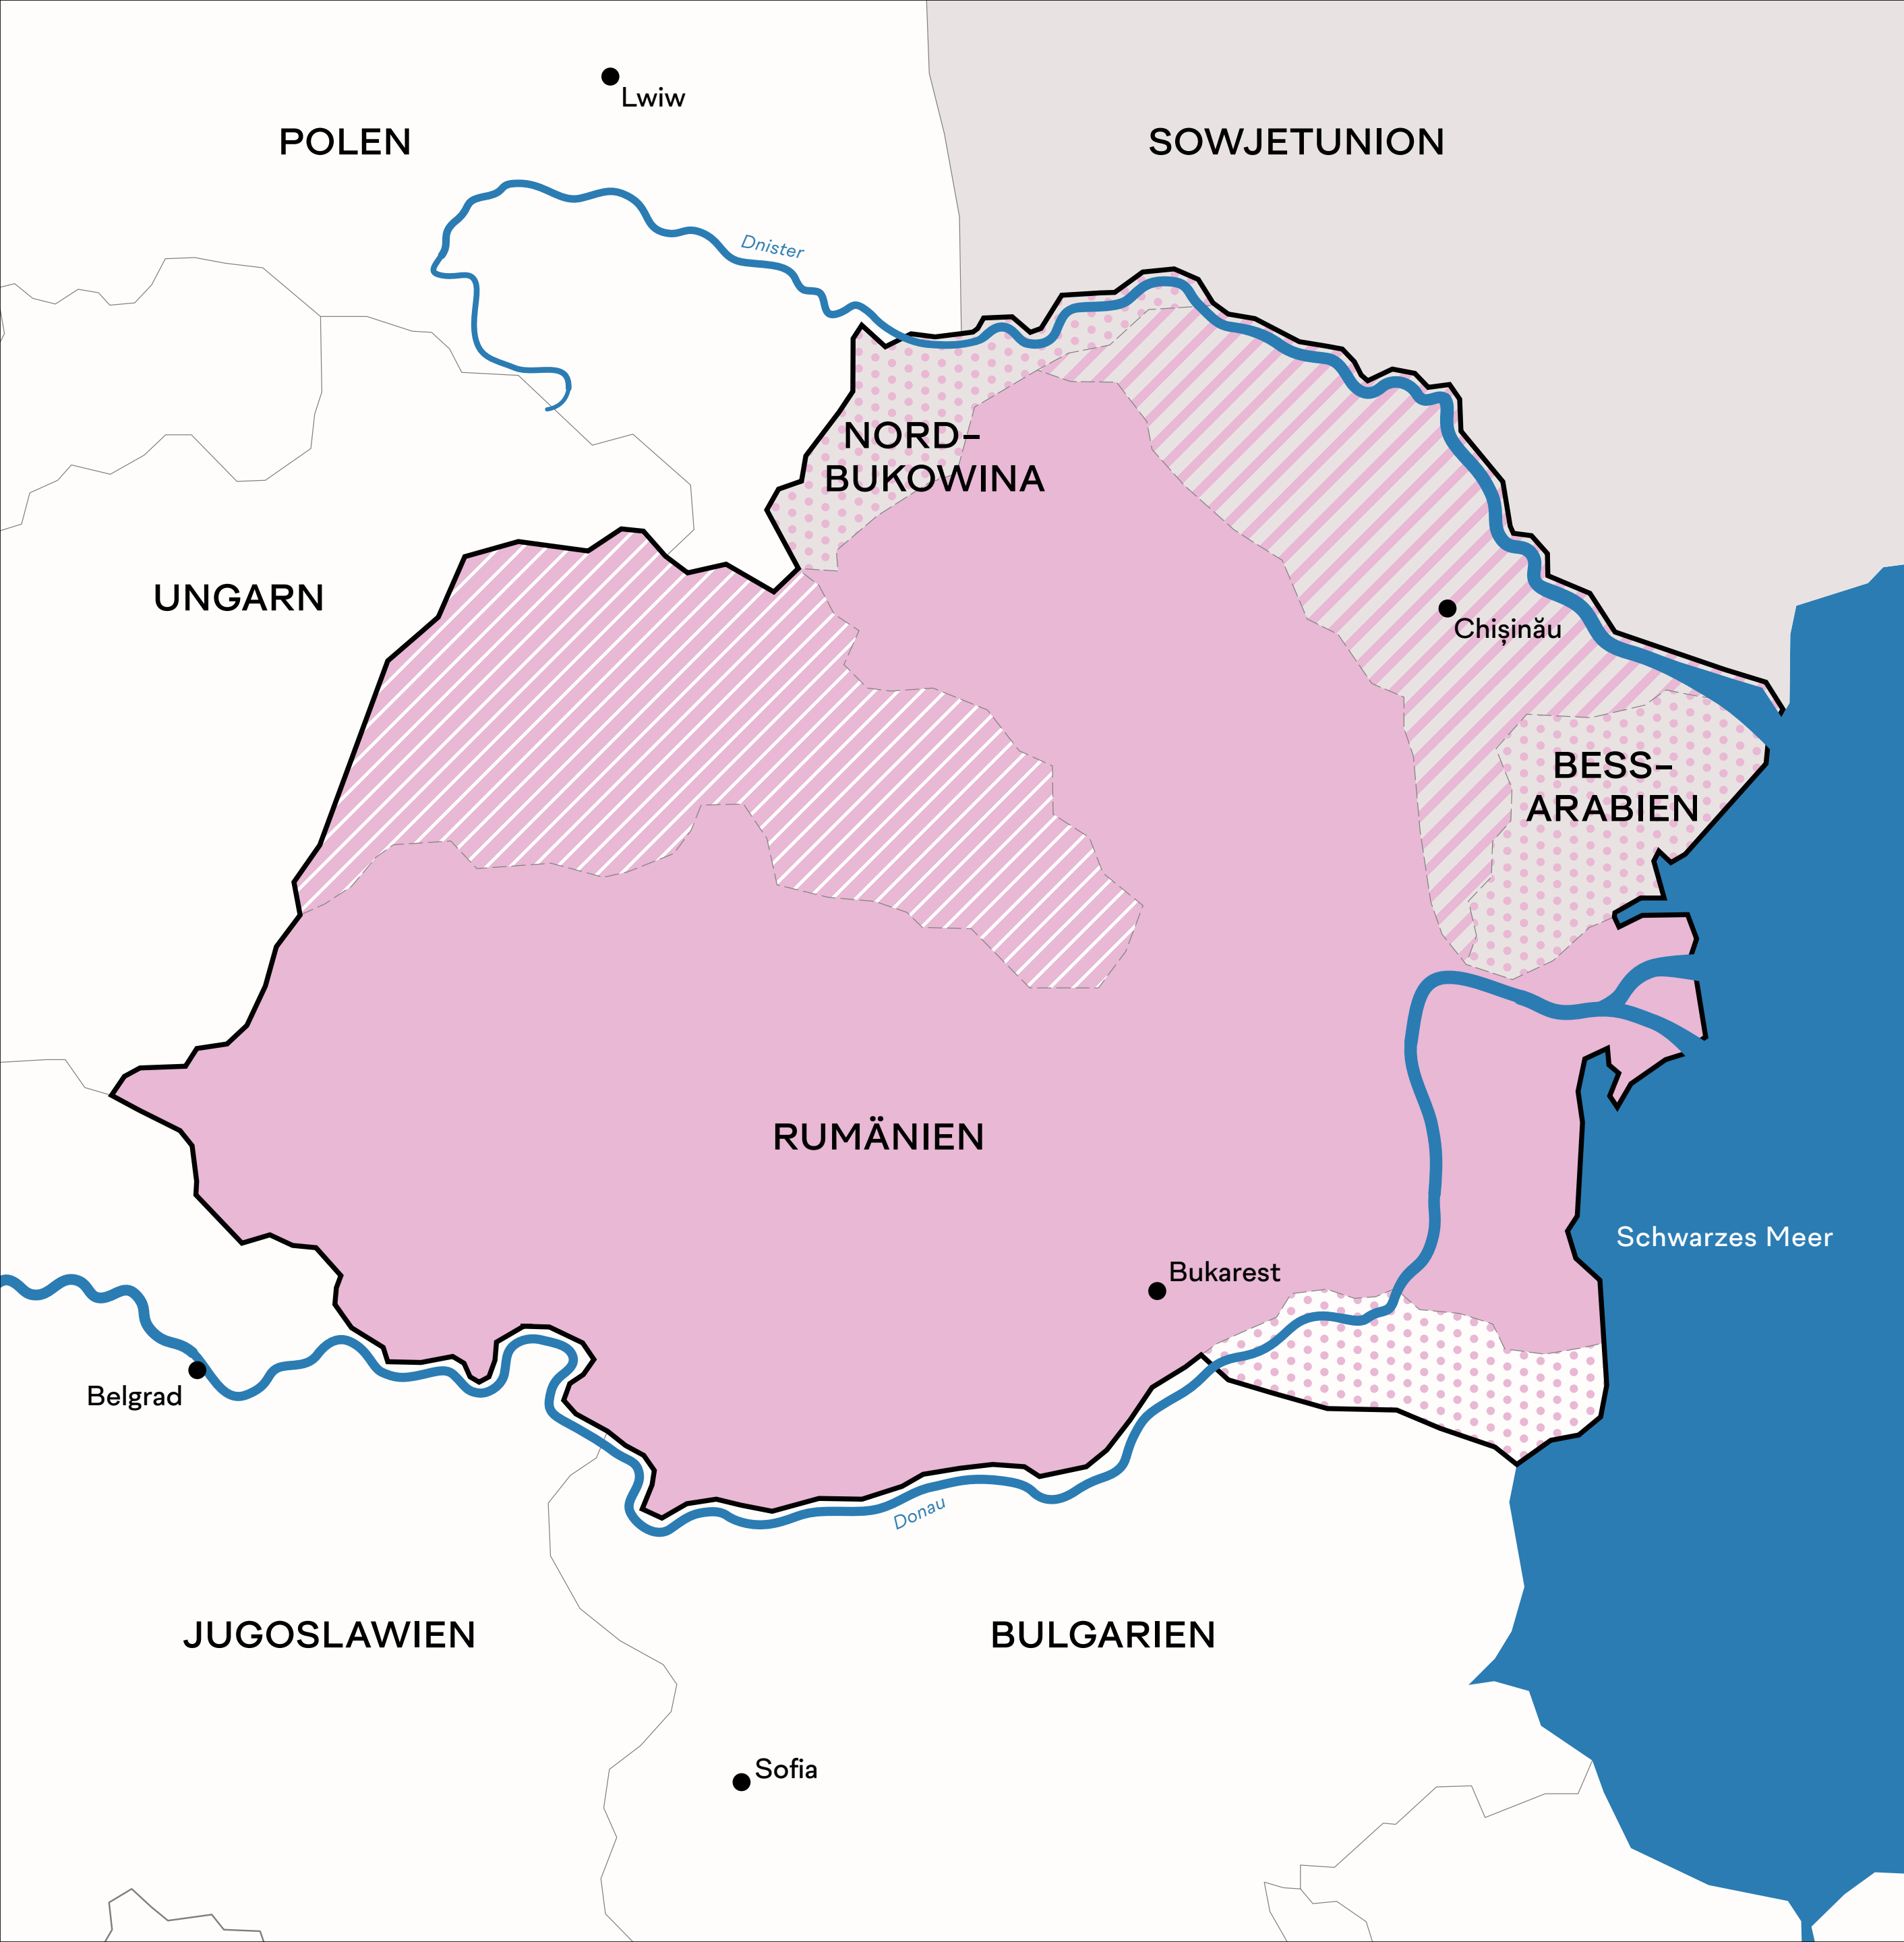 Lwiw
POLEN
SOWJETUNION
Dnister
NORD-
BUKOWINA
UNGARN
Chișinău
BESS-
ARABIEN
RUMÄNIEN
Schwarzes Meer
Bukarest
Belgrad
Donau
JUGOSLAWIEN
BULGARIEN
Sofia